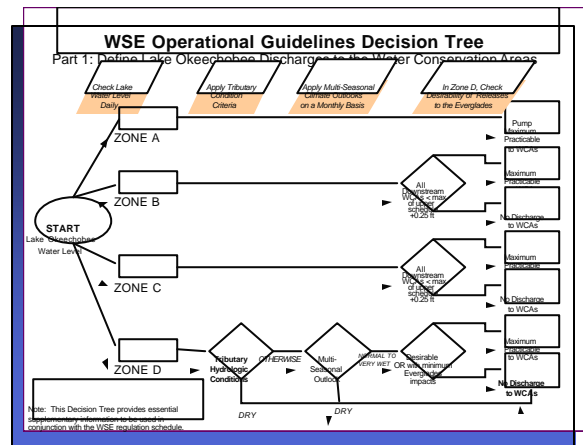 WSE Operational Guidelines Decision Tree
Part 1: Define Lake Okeechobee Discharges to the Water Conservation Areas
Check Lake
Water Level
Daily
Apply Tributary
Condition
Criteria
Apply Multi-Seasonal
Climate Outlooks
on a Monthly Basis
In Zone D, Check
Desirability of Releases
to the Everglades
ZONE A
Pump
Maximum
Practicable
to WCAs
ZONE B
All
Downstream
WCAs < max
of upper
schedule
+0.25 ft
Maximum
Practicable
No Discharge
to WCAs
START
Lake Okeechobee
Water Level
ZONE C
All
Downstream
WCAs < max
of upper
schedule
+0.25 ft
Maximum
Practicable
No Discharge
to WCAs
ZONE D
Tributary
Hydrologic
Conditions
OTHERWISE
Multi-
Seasonal
Outlook
NORMAL TO
VERY WET
Desirable
OR with minimum
Everglades
impacts
Maximum
Practicable
No Discharge
to WCAs
DRY
DRY
Note: This Decision Tree provides essential
supplementary information to be used in
conjunction with the WSE regulation schedule.